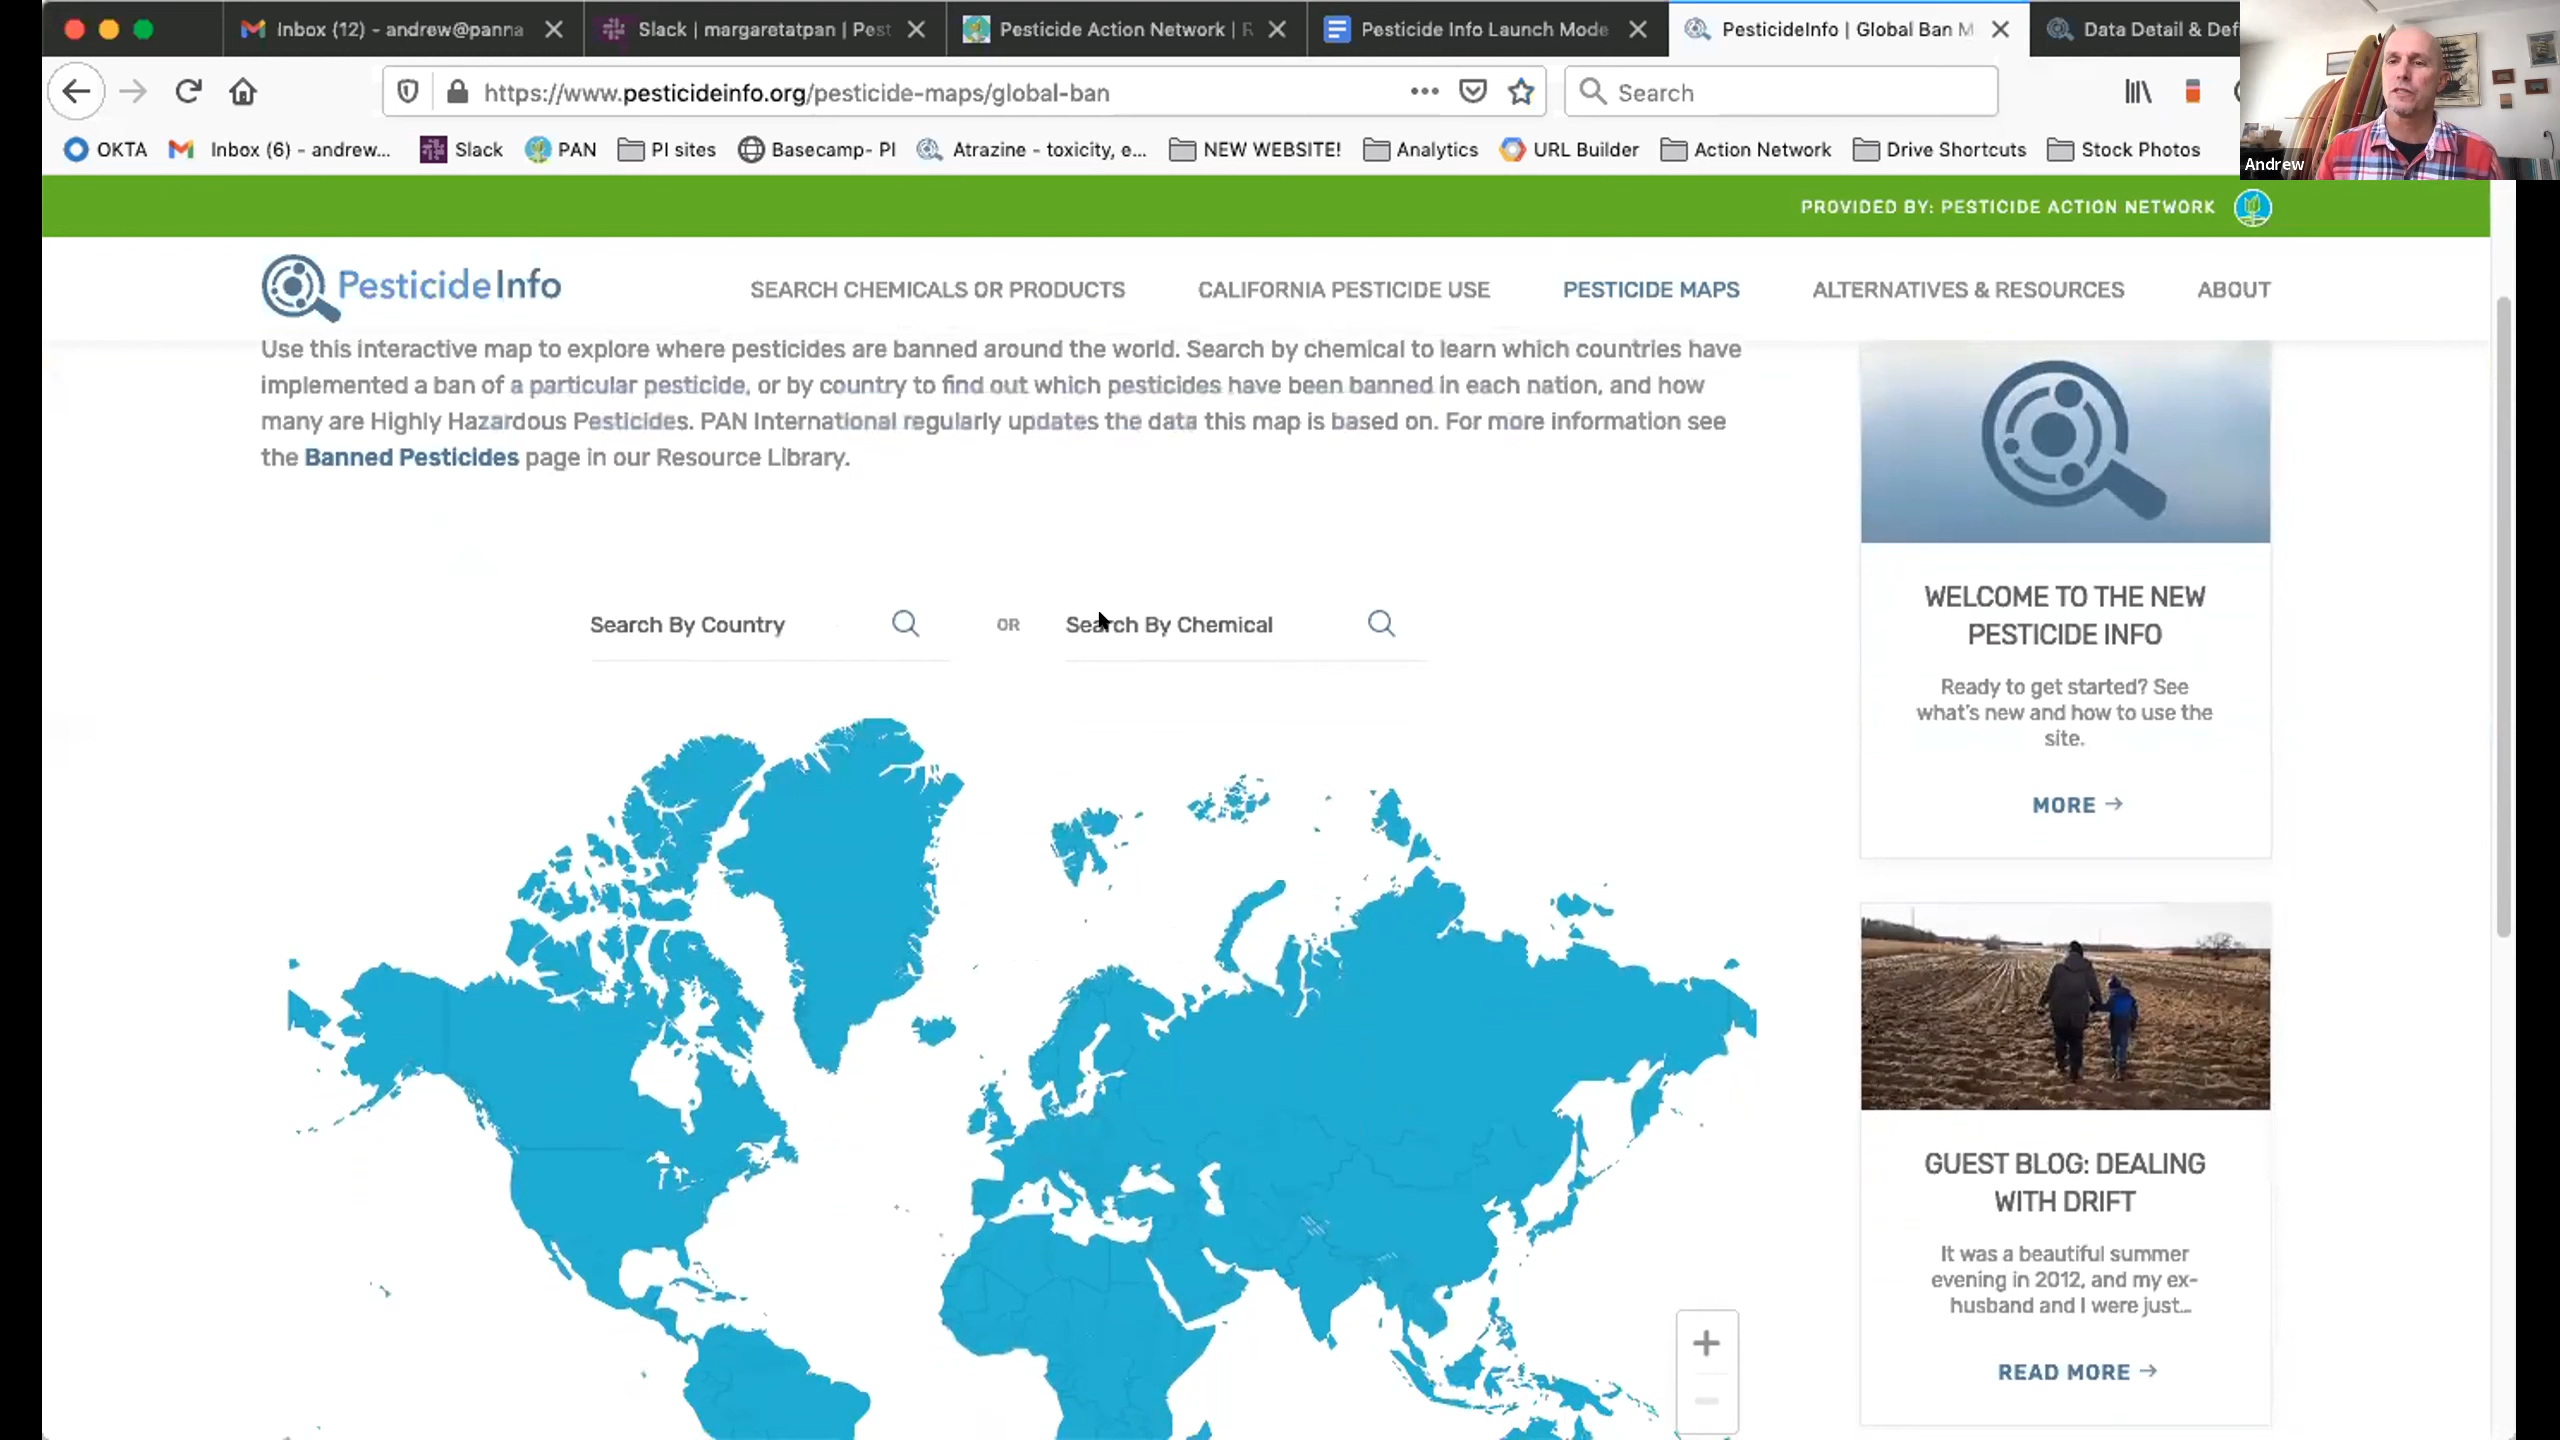 Inbox (12) - andrew@panna
Slack | margaretatpan | Pest
Pesticide Action Network | R
Pesticide Info Launch Mode
PesticideInfo | Global Ban M
Data Detail & Def
https://www.pesticideinfo.org/pesticide-maps/global-ban
Search
OKTA
Inbox (6) - andrew...
Slack
PAN
PI sites
Basecamp- PI
Atrazine - toxicity, e...
NEW WEBSITE!
Analytics
URL Builder
Action Network
Drive Shortcuts
Stock Photos
Andrew
PROVIDED BY: PESTICIDE ACTION NETWORK
PesticideInfo
SEARCH CHEMICALS OR PRODUCTS
CALIFORNIA PESTICIDE USE
PESTICIDE MAPS
ALTERNATIVES & RESOURCES
ABOUT
Use this interactive map to explore where pesticides are banned around the world. Search by chemical to learn which countries have
implemented a ban of a particular pesticide, or by country to find out which pesticides have been banned in each nation, and how
many are Highly Hazardous Pesticides. PAN International regularly updates the data this map is based on. For more information see
the Banned Pesticides page in our Resource Library.
Search By Country
OR
Search By Chemical
WELCOME TO THE NEW
PESTICIDE INFO
Ready to get started? See
what's new and how to use the
site.
MORE →
GUEST BLOG: DEALING
WITH DRIFT
It was a beautiful summer
evening in 2012, and my ex-
husband and I were just...
READ MORE →